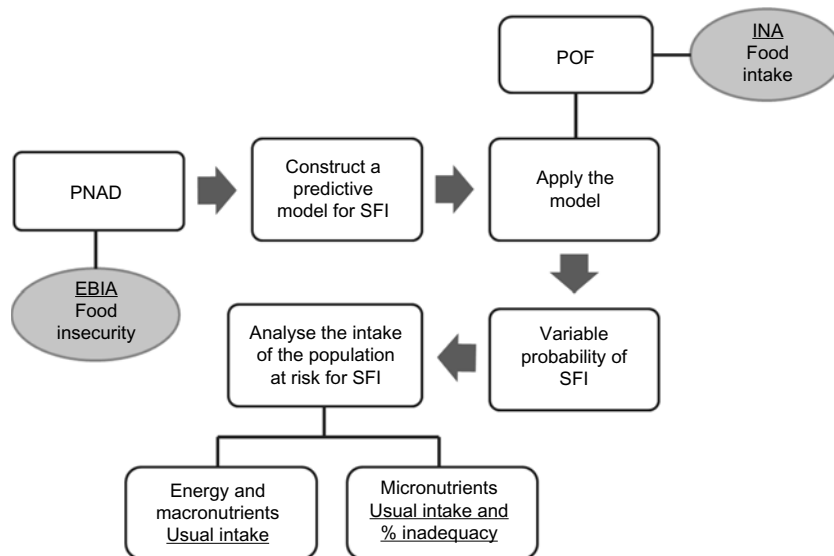 INA
Food
intake
POF
PNAD
Construct a
predictive
model for SFI
Apply the
model
EBIA
Food
insecurity
Analyse the intake
of the population
at risk for SFI
Variable
probability of
SFI
Energy and
macronutrients
Usual intake
Micronutrients
Usual intake and
% inadequacy